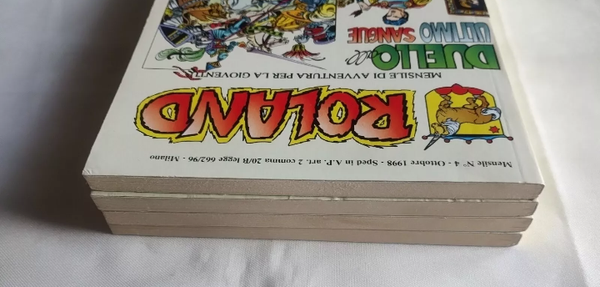 Mensile N° 4 - Ottobre 1998 - Sped in A.P. art. 2 comma 20/B legge 662/96 - Milano
ROLAND
MENSILE DI AVVENTURA PER LA GIOVENTÙ
DUELLO all'
ULTIMO SANGUE